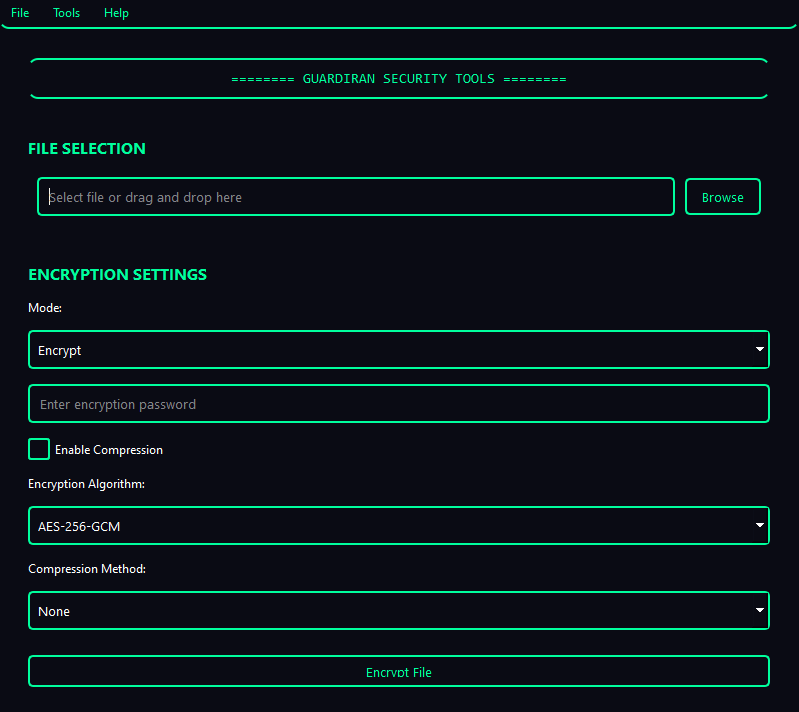 File Tools Help
======== GUARDIRAN SECURITY TOOLS ========
FILE SELECTION
Select file or drag and drop here Browse
ENCRYPTION SETTINGS
Mode:
Encrypt
Enter encryption password
Enable Compression
Encryption Algorithm:
AES-256-GCM
Compression Method:
None
Encrypt File